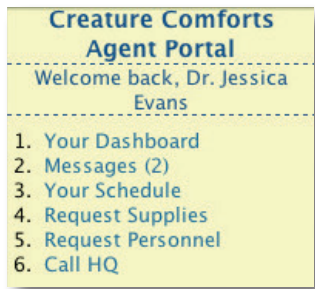 Creature Comforts
Agent Portal
Welcome back, Dr. Jessica
Evans
1. Your Dashboard
2. Messages (2)
3. Your Schedule
4. Request Supplies
5. Request Personnel
6. Call HQ